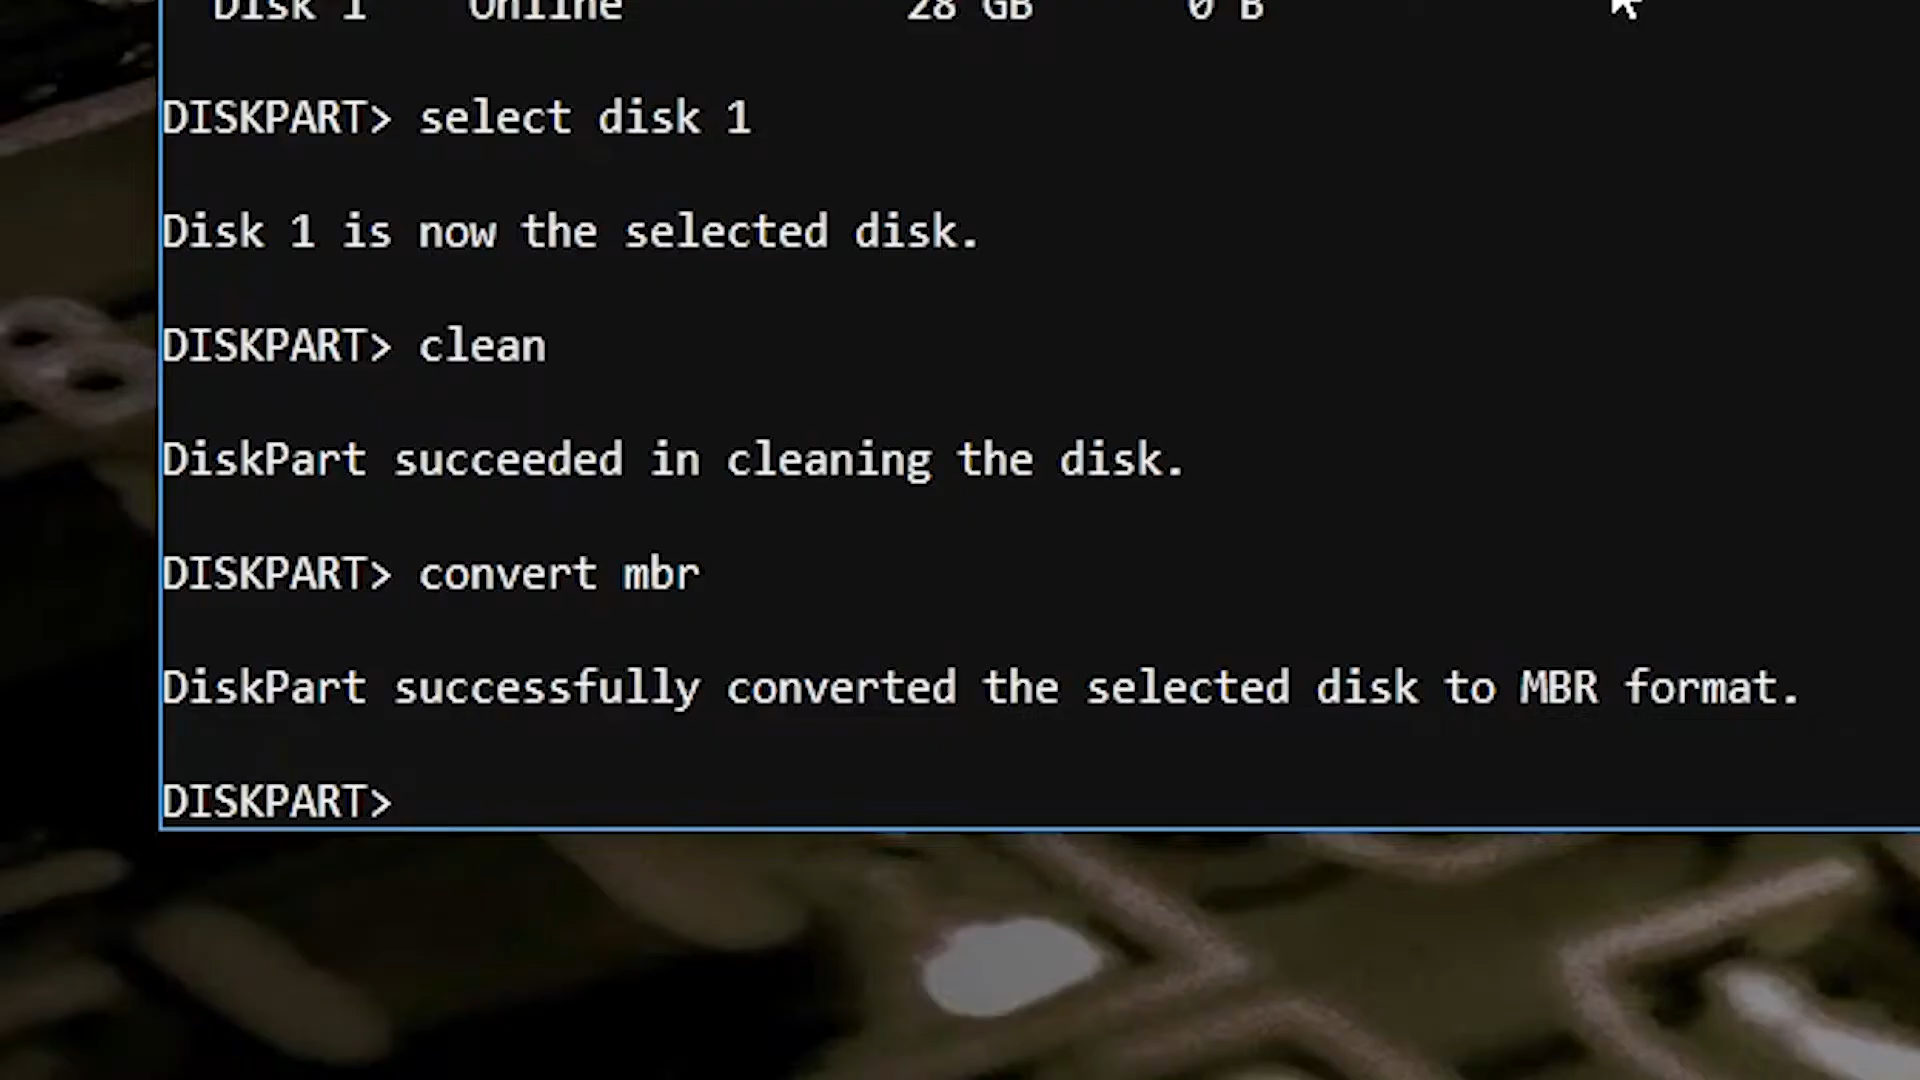 Disk 1 Online 28 GB 0 B
DISKPART> select disk 1
Disk 1 is now the selected disk.
DISKPART> clean
DiskPart succeeded in cleaning the disk.
DISKPART> convert mbr
DiskPart successfully converted the selected disk to MBR format.
DISKPART>